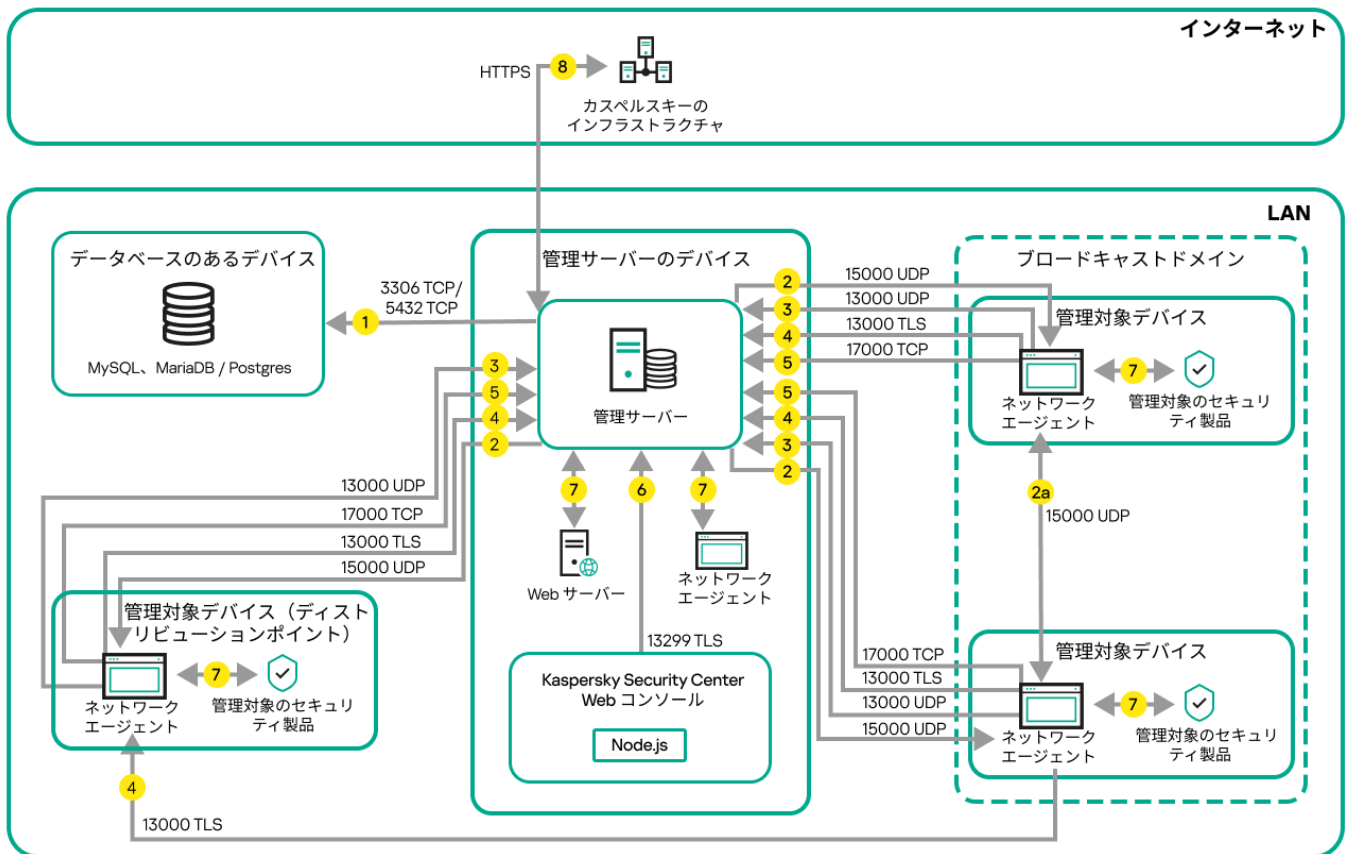 インターネット
HTTPS
8
カスペルスキーの
インフラストラクチャ
LAN
データベースのあるデバイス
MySQL、MariaDB / Postgres
3306 TCP/
5432 TCP
1
管理サーバーのデバイス
管理サーバー
3
5
4
2
2
3
4
5
5
4
3
2
15000 UDP
13000 UDP
13000 TLS
17000 TCP
ブロードキャストドメイン
管理対象デバイス
7
ネットワーク
エージェント
管理対象のセキュリ
ティ製品
2a
15000 UDP
13000 UDP
17000 TCP
13000 TLS
15000 UDP
7
6
7
Web サーバー
ネットワーク
エージェント
13299 TLS
Kaspersky Security Center
Web コンソール
Node.js
管理対象デバイス（ディスト
リビューションポイント）
7
ネットワーク
エージェント
管理対象のセキュリ
ティ製品
4
13000 TLS
17000 TCP
13000 TLS
13000 UDP
15000 UDP
管理対象デバイス
7
ネットワーク
エージェント
管理対象のセキュリ
ティ製品